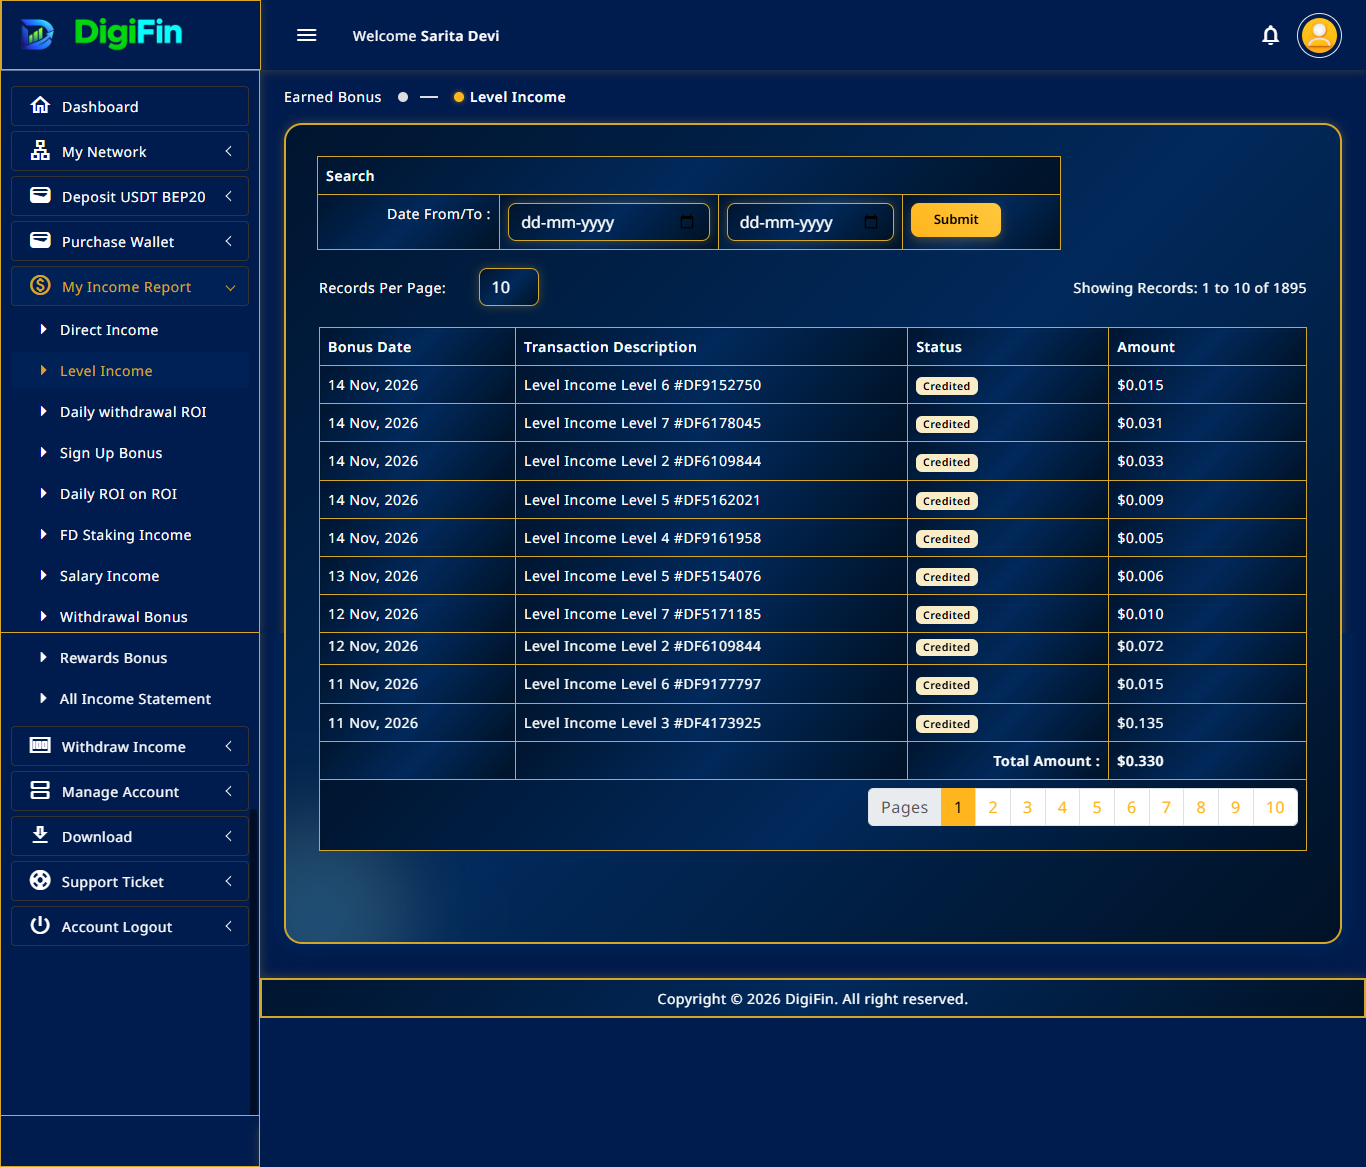 DigiFin
Welcome Sarita Devi
Dashboard
My Network
Deposit USDT BEP20
Purchase Wallet
My Income Report
Direct Income
Level Income
Daily withdrawal ROI
Sign Up Bonus
Daily ROI on ROI
FD Staking Income
Salary Income
Withdrawal Bonus
Rewards Bonus
All Income Statement
Withdraw Income
Manage Account
Download
Support Ticket
Account Logout
Earned Bonus Level Income
Search
Date From/To : dd-mm-yyyy dd-mm-yyyy Submit
Records Per Page: 10 Showing Records: 1 to 10 of 1895
Bonus Date Transaction Description Status Amount
14 Nov, 2026 Level Income Level 6 #DF9152750 Credited $0.015
14 Nov, 2026 Level Income Level 7 #DF6178045 Credited $0.031
14 Nov, 2026 Level Income Level 2 #DF6109844 Credited $0.033
14 Nov, 2026 Level Income Level 5 #DF5162021 Credited $0.009
14 Nov, 2026 Level Income Level 4 #DF9161958 Credited $0.005
13 Nov, 2026 Level Income Level 5 #DF5154076 Credited $0.006
12 Nov, 2026 Level Income Level 7 #DF5171185 Credited $0.010
12 Nov, 2026 Level Income Level 2 #DF6109844 Credited $0.072
11 Nov, 2026 Level Income Level 6 #DF9177797 Credited $0.015
11 Nov, 2026 Level Income Level 3 #DF4173925 Credited $0.135
Total Amount : $0.330
Pages 1 2 3 4 5 6 7 8 9 10
Copyright © 2026 DigiFin. All right reserved.